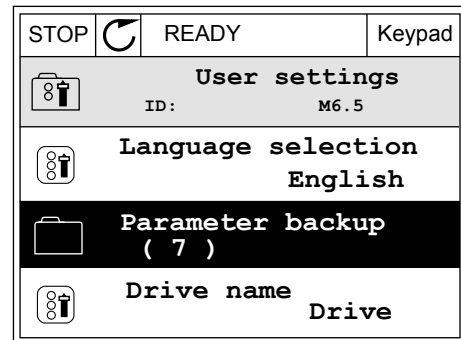 STOP READY Keypad
User settings
ID: M6.5
Language selection
English
Parameter backup
( 7 )
Drive name
Drive